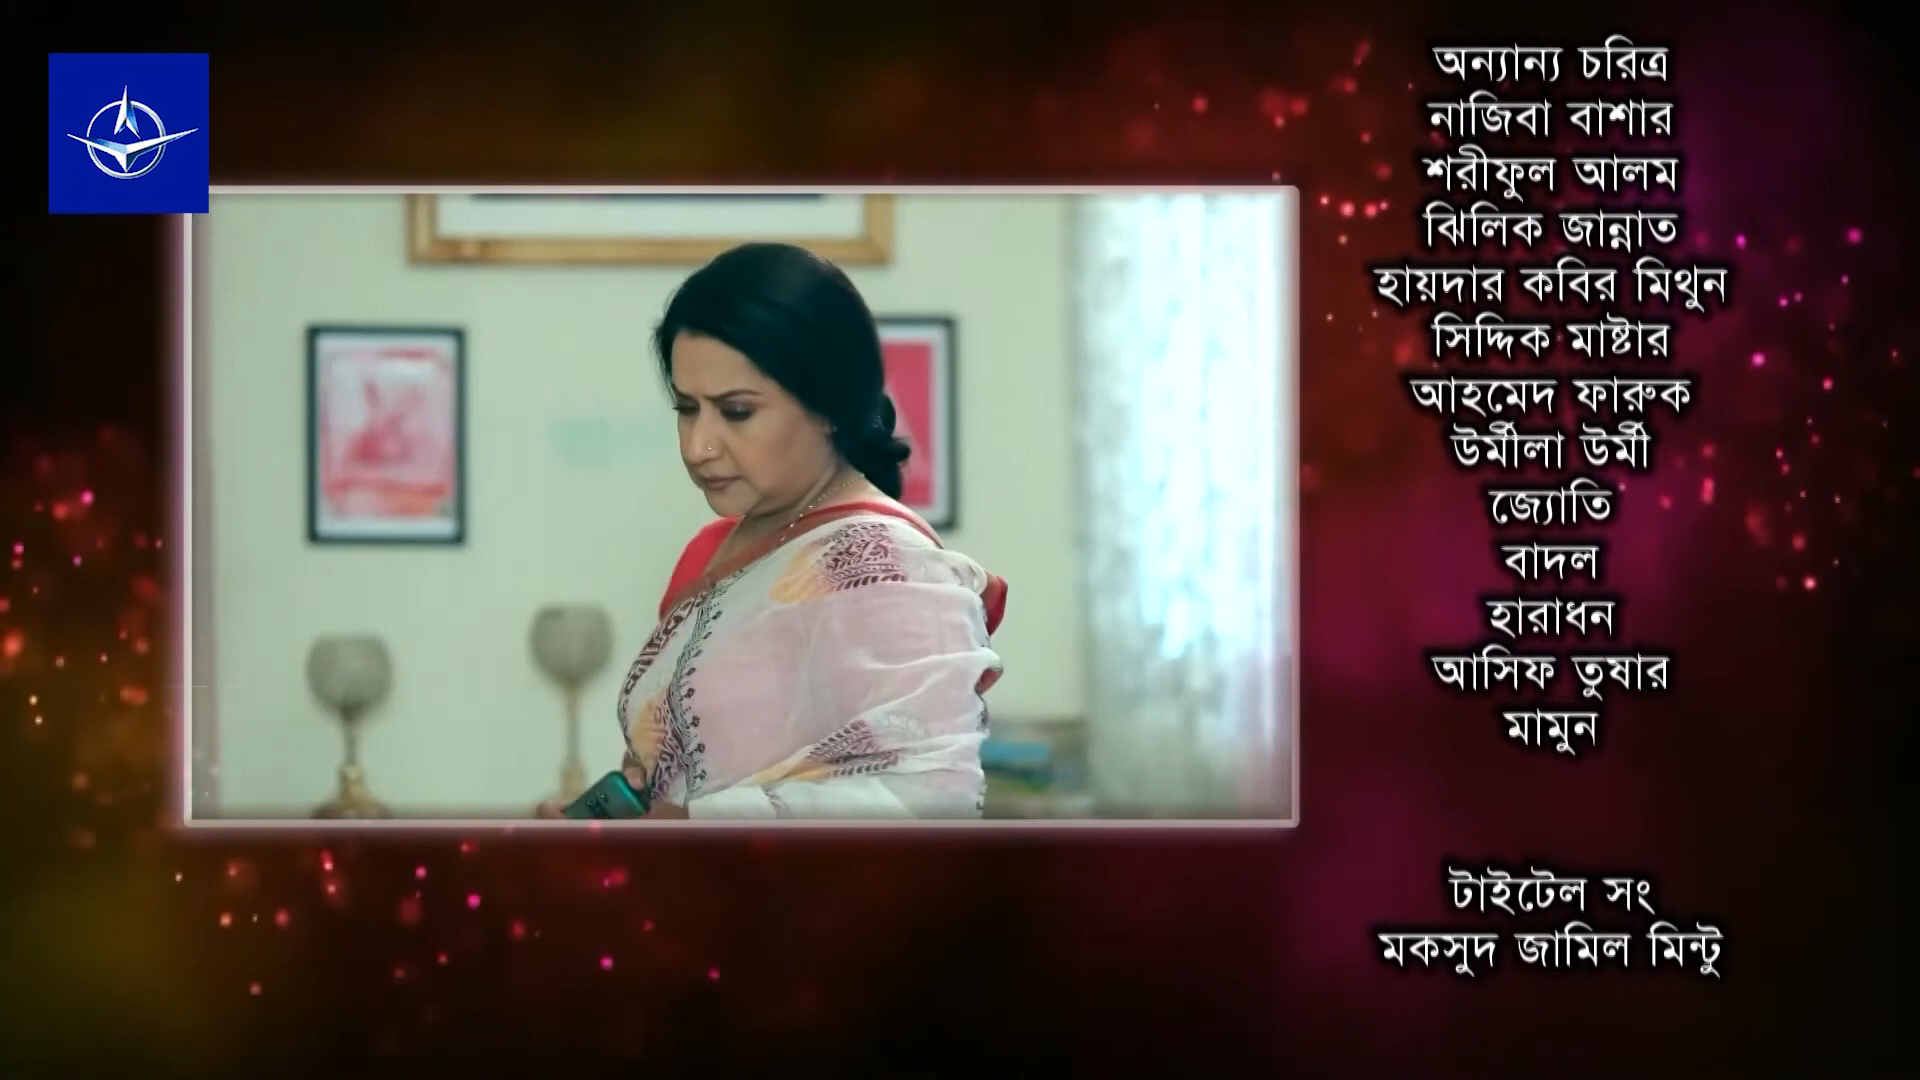 অন্যান্য চরিত্র
নাজিবা বাশার
শরীফুল আলম
ঝিলিক জান্নাত
হায়দার কবির মিথুন
সিদ্দিক মাষ্টার
আহমেদ ফারুক
উর্মীলা উর্মী
জ্যোতি
বাদল
হারাধন
আসিফ তুষার
মামুন
টাইটেল সং
মকসুদ জামিল মিন্টু